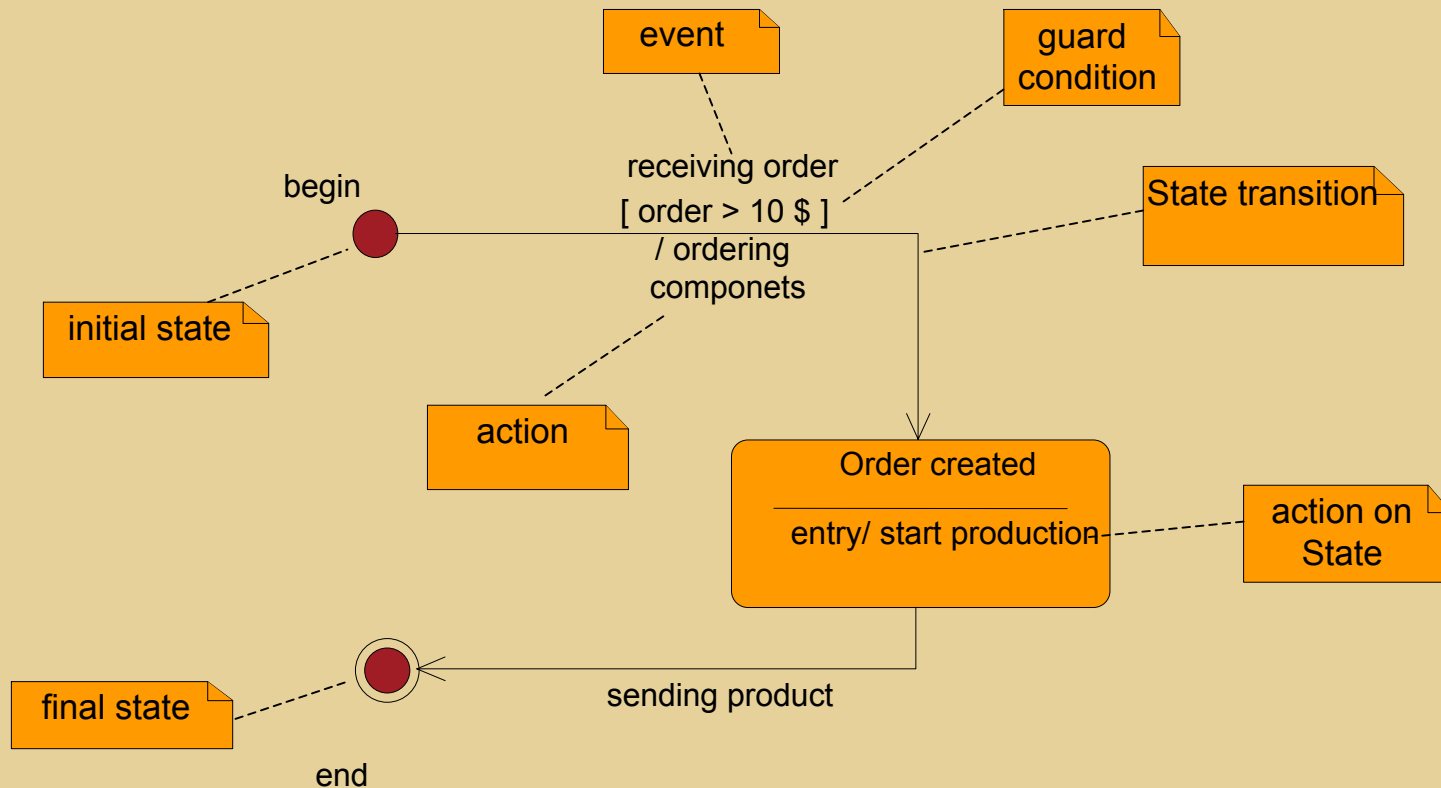 event
guard
condition
receiving order
begin
[ order > 10 $ ]
State transition
/ ordering
componets
initial state
action
Order created
entry/ start production
action on
State
sending product
final state
end